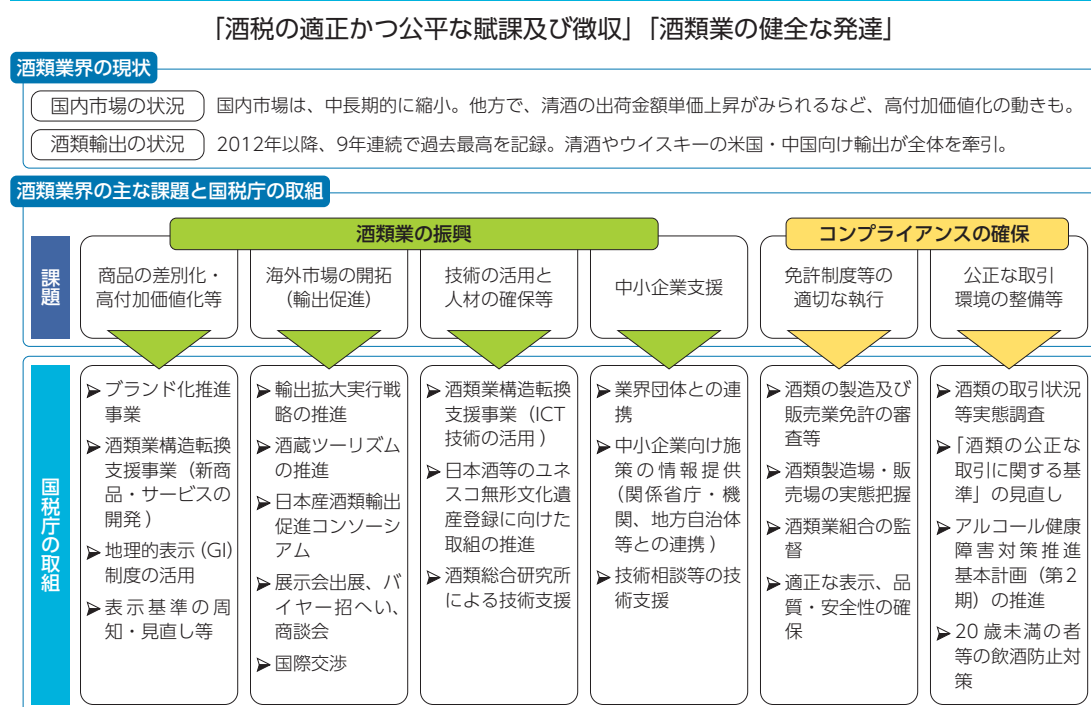 「酒税の適正かつ公平な賦課及び徴収」「酒類業の健全な発達」
酒類業界の現状
国内市場の状況
国内市場は、中長期的に縮小。他方で、清酒の出荷金額単価上昇がみられるなど、高付加価値化の動きも。
酒類輸出の状況
2012年以降、9年連続で過去最高を記録。清酒やウイスキーの米国・中国向け輸出が全体を牽引。
酒類業界の主な課題と国税庁の取組
酒類業の振興
コンプライアンスの確保
課題
商品の差別化・
高付加価値化等
海外市場の開拓
（輸出促進）
技術の活用と
人材の確保等
中小企業支援
免許制度等の
適切な執行
公正な取引
環境の整備等
国税庁の取組
➢ブランド化推進
事業
➢酒類業構造転換
支援事業（新商
品・サービスの
開発）
➢地理的表示（GI）
制度の活用
➢表示基準の周
知・見直し等
➢輸出拡大実行戦
略の推進
➢酒蔵ツーリズム
の推進
➢日本産酒類輸出
促進コンソーシ
アム
➢展示会出展、バ
イヤー招へい、
商談会
➢国際交渉
➢酒類業構造転換
支援事業（ICT
技術の活用）
➢日本酒等のユネ
スコ無形文化遺
産登録に向けた
取組の推進
➢酒類総合研究所
による技術支援
➢業界団体との連
携
➢中小企業向け施
策の情報提供
（関係省庁・機
関、地方自治体
等との連携）
➢技術相談等の技
術支援
➢酒類の製造及び
販売業免許の審
査等
➢酒類製造場・販
売場の実態把握
➢酒類業組合の監
督
➢適正な表示、品
質・安全性の確
保
➢酒類の取引状況
等実態調査
➢「酒類の公正な
取引に関する基
準」の見直し
➢アルコール健康
障害対策推進
基本計画（第2
期）の推進
➢20歳未満の者
等の飲酒防止対
策